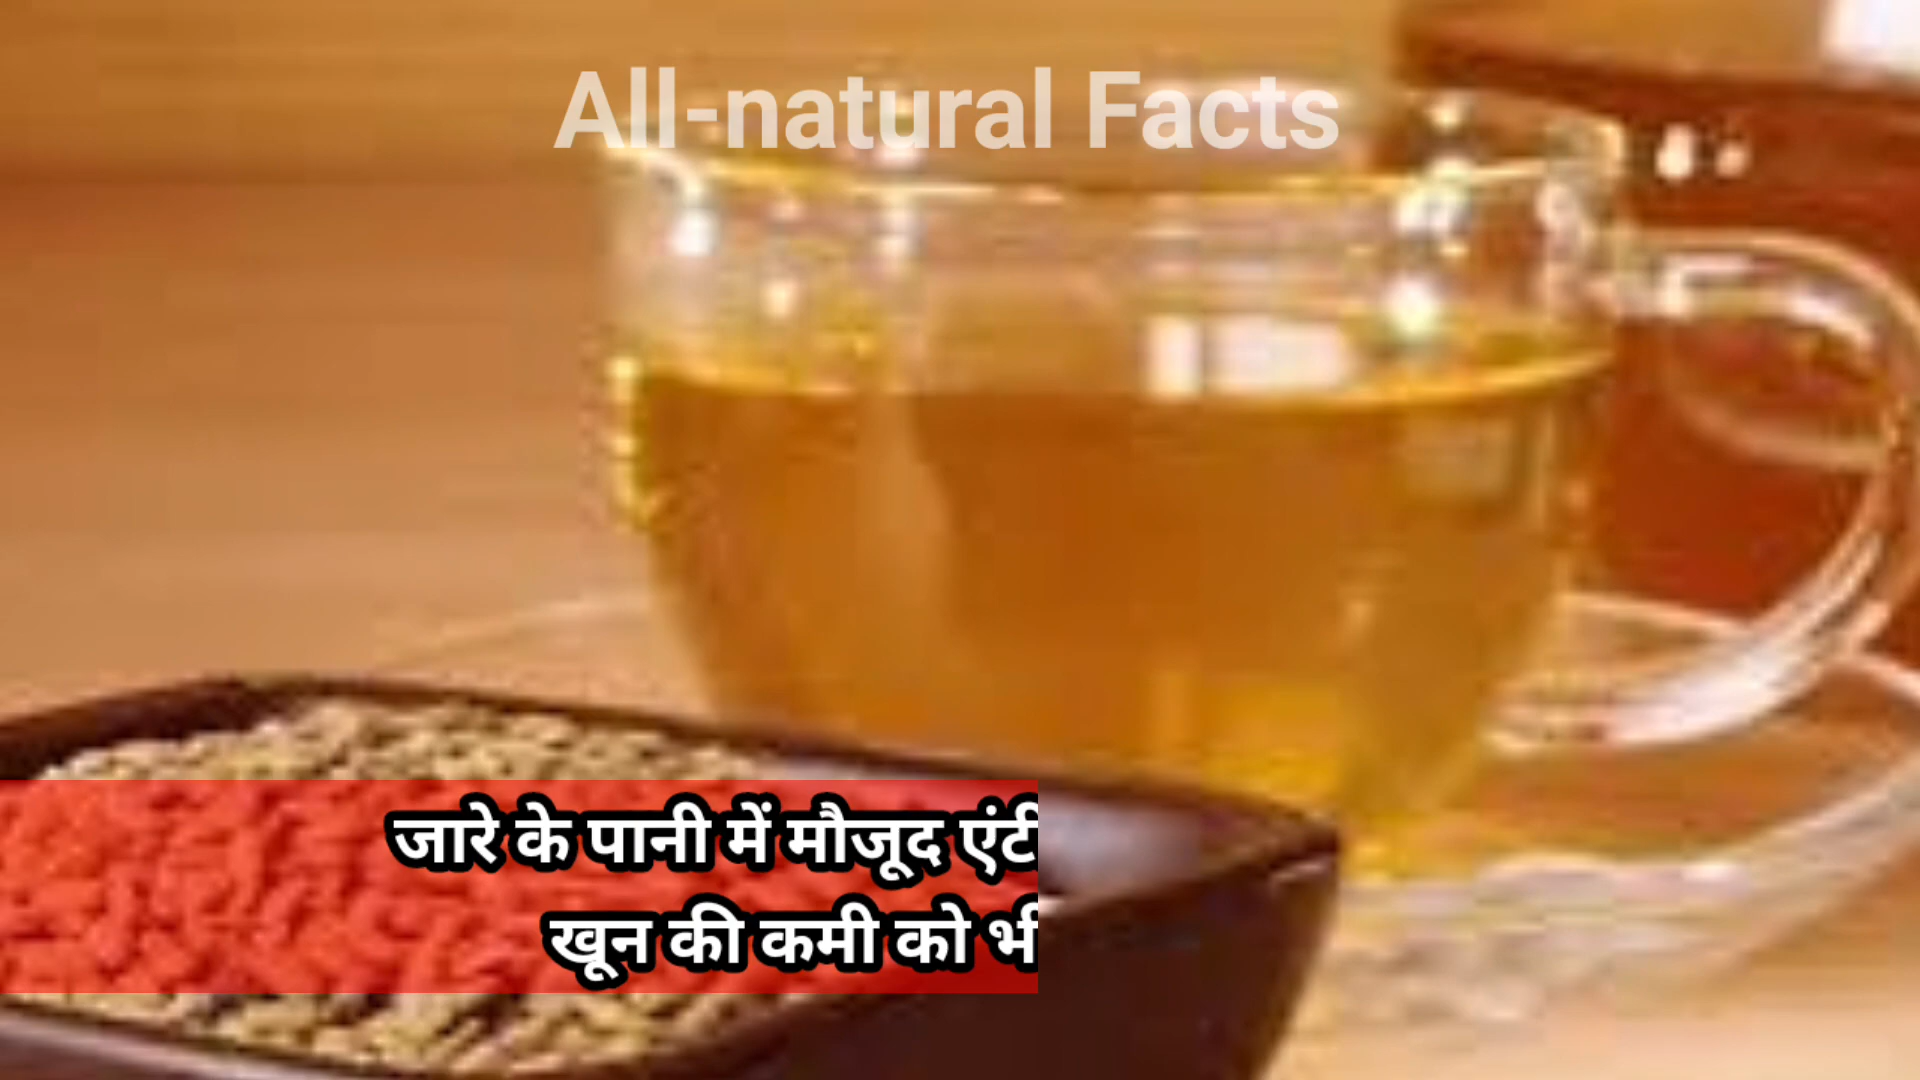 All-natural Facts
जारे के पानी में मौजूद एंटी
खून की कमी को भी